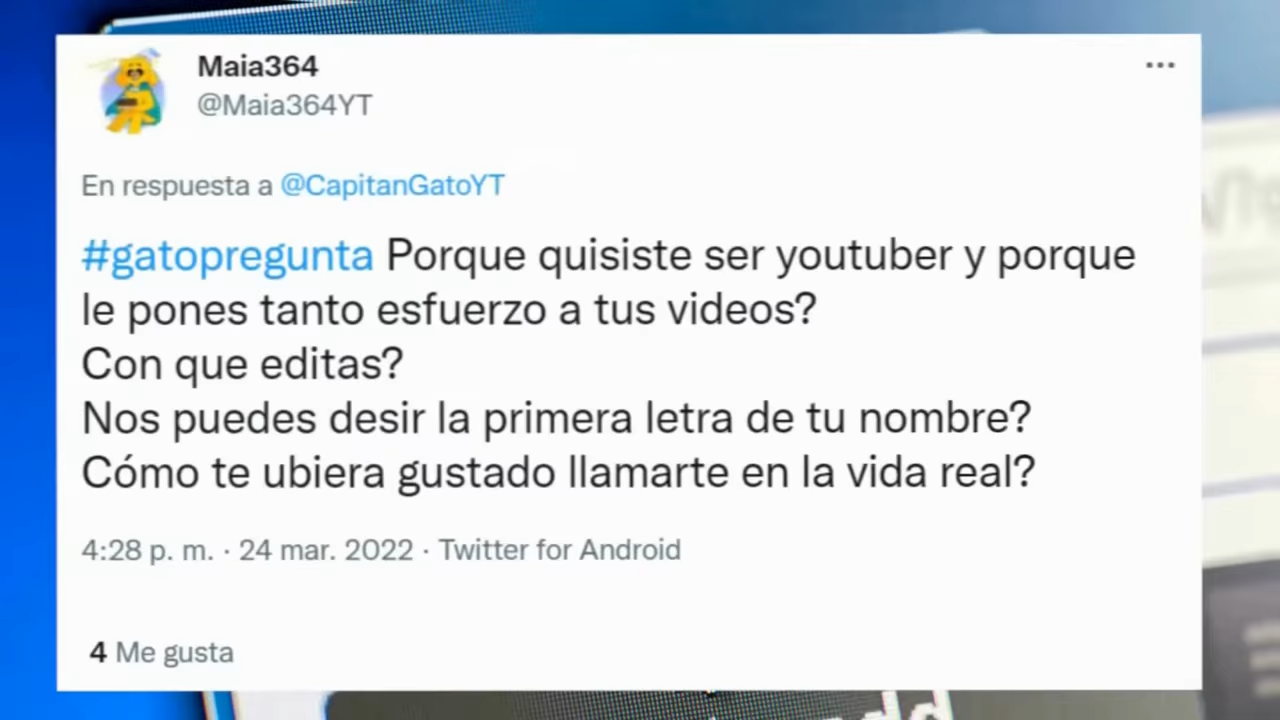 Maia364
@Maia364YT
En respuesta a @CapitanGatoYT
#gatopregunta Porque quisiste ser youtuber y porque
le pones tanto esfuerzo a tus videos?
Con que editas?
Nos puedes desir la primera letra de tu nombre?
Cómo te ubiera gustado llamarte en la vida real?
4:28 p. m. · 24 mar. 2022 · Twitter for Android
4 Me gusta